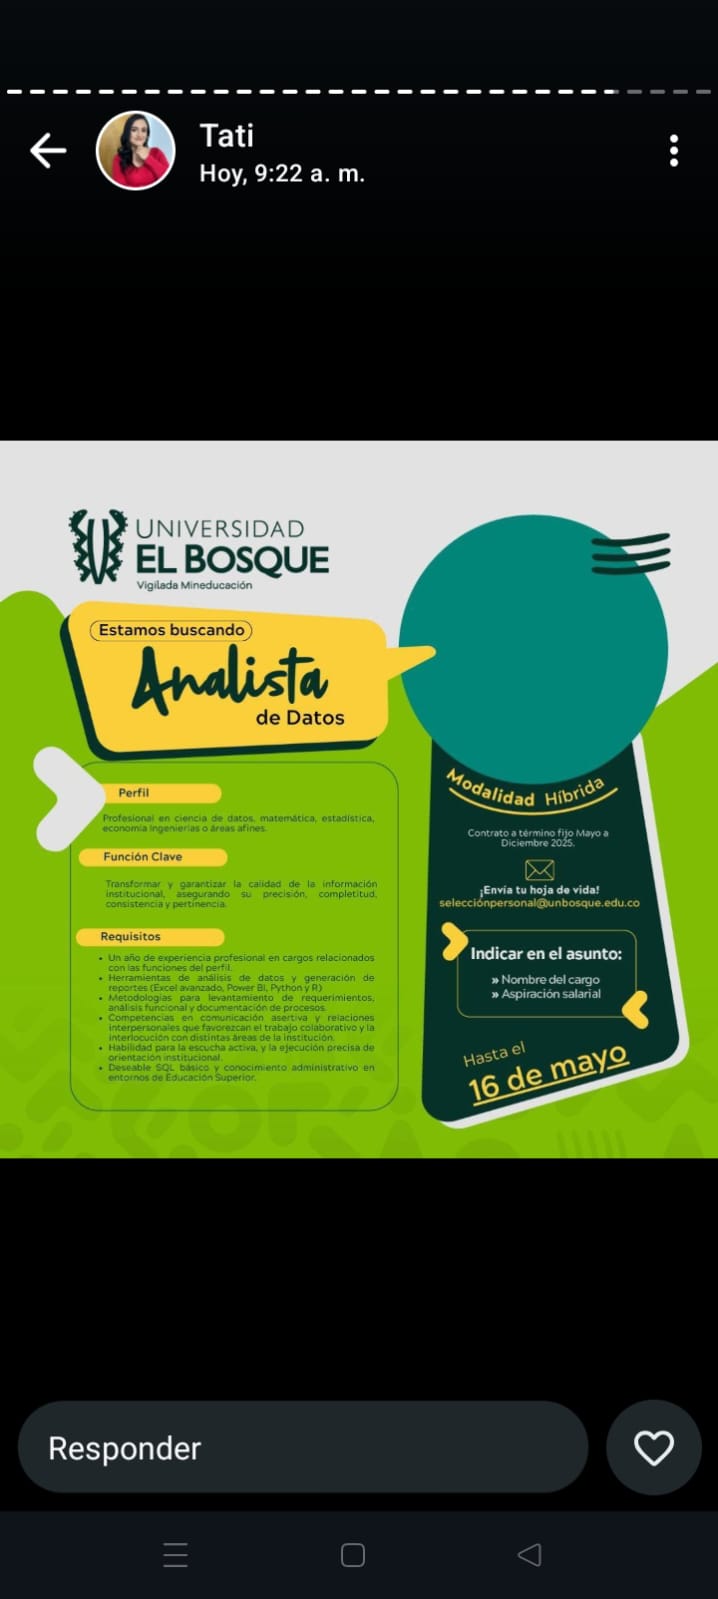 Tati
Hoy, 9:22 a. m.
UNIVERSIDAD
EL BOSQUE
Vigilada Mineducación
Estamos buscando
Analista
de Datos
Perfil
Profesional en ciencia de datos, matemática, estadística,
economía Ingenierías o áreas afines.
Función Clave
Transformar y garantizar la calidad de la información
institucional, asegurando su precisión, completitud,
consistencia y pertinencia.
Requisitos
• Un año de experiencia profesional en cargos relacionados
con las funciones del perfil.
• Herramientas de análisis de datos y generación de
reportes (Excel avanzado, Power BI, Python y R)
• Metodologías para levantamiento de requerimientos,
análisis funcional y documentación de procesos.
• Competencias en comunicación asertiva y relaciones
interpersonales que favorezcan el trabajo colaborativo y la
interlocución con distintas áreas de la institución.
• Habilidad para la escucha activa, y la ejecución precisa de
orientación institucional.
• Deseable SQL básico y conocimiento administrativo en
entornos de Educación Superior.
Modalidad Híbrida
Contrato a término fijo Mayo a
Diciembre 2025.
¡Envía tu hoja de vida!
selecciónpersonal@unbosque.edu.co
Indicar en el asunto:
» Nombre del cargo
» Aspiración salarial
Hasta el
16 de mayo
Responder